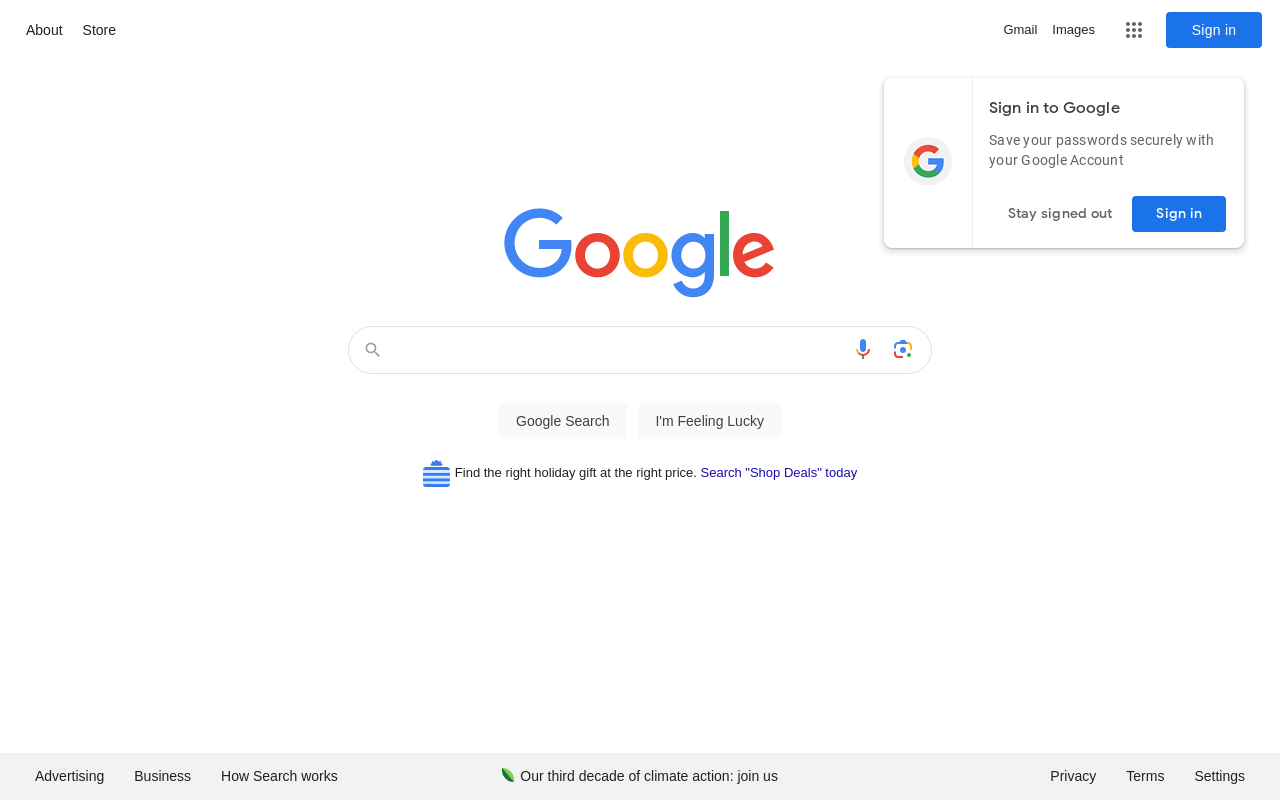 About Store Gmail Images Sign in
Sign in to Google
Save your passwords securely with
your Google Account
Stay signed out Sign in
Google
Google Search I'm Feeling Lucky
Find the right holiday gift at the right price. Search "Shop Deals" today
Advertising Business How Search works Our third decade of climate action: join us Privacy Terms Settings